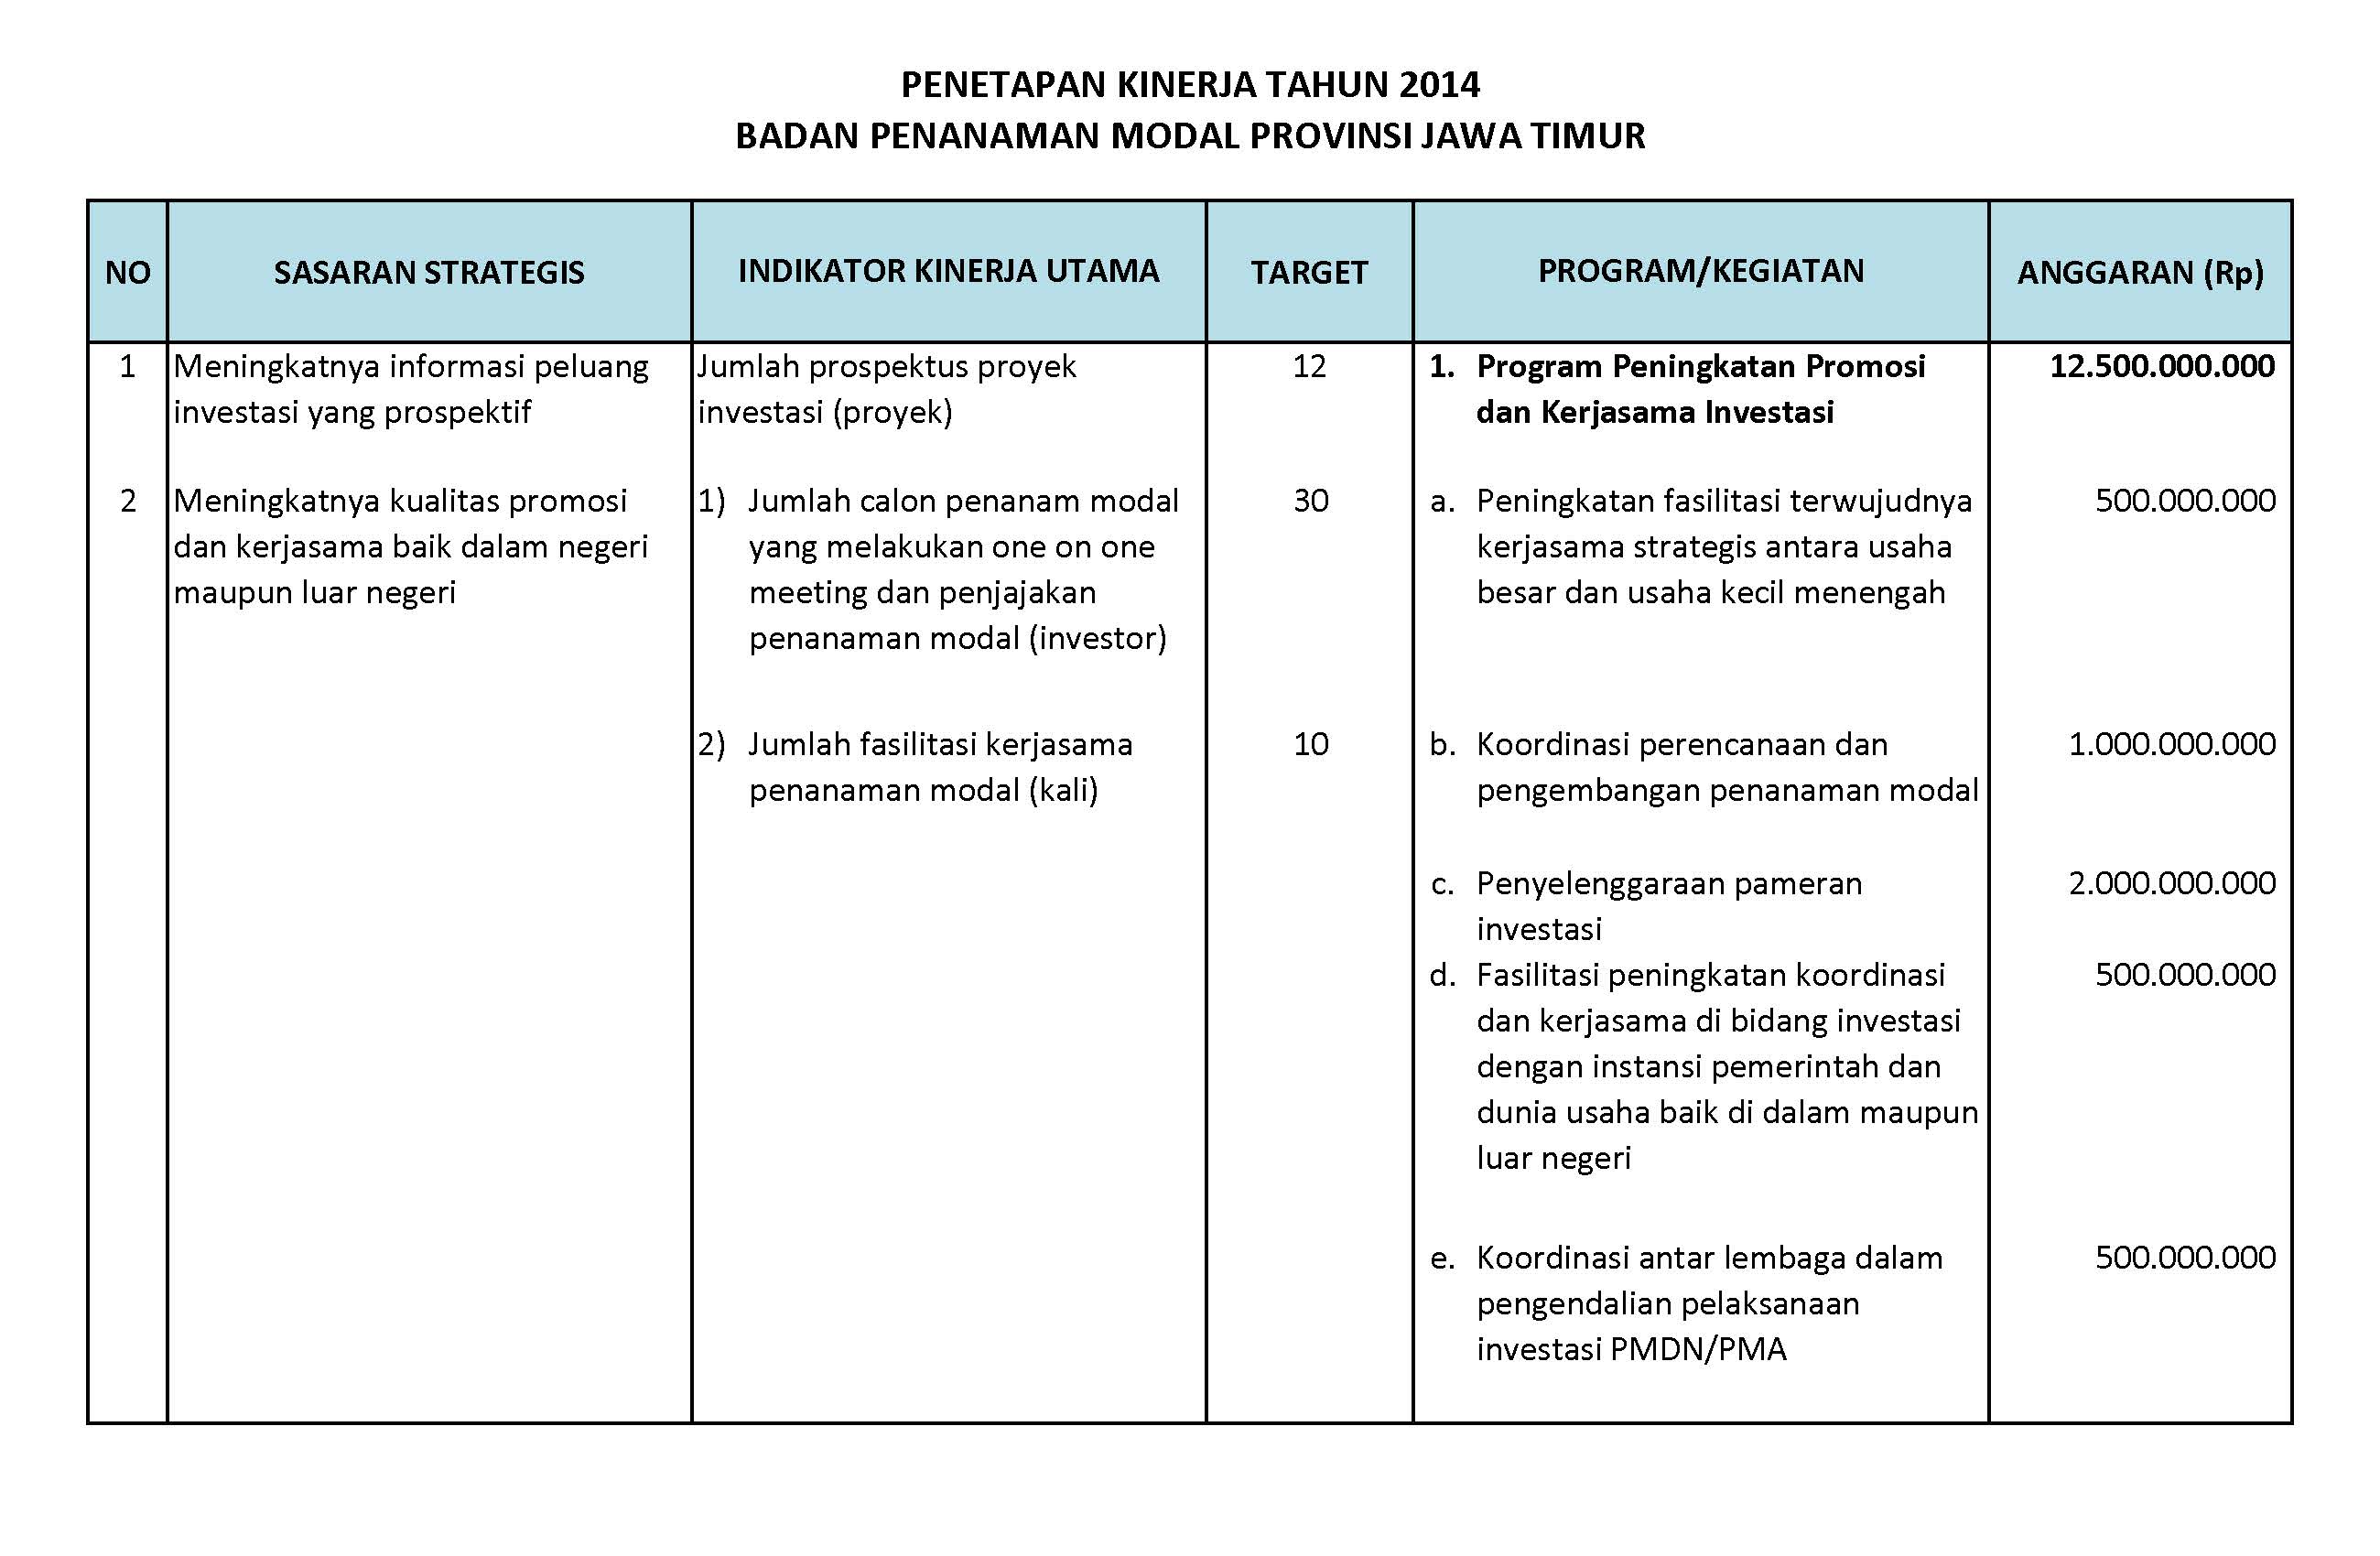 PENETAPAN KINERJA TAHUN 2014
BADAN PENANAMAN MODAL PROVINSI JAWA TIMUR
NO SASARAN STRATEGIS INDIKATOR KINERJA UTAMA TARGET PROGRAM/KEGIATAN ANGGARAN (Rp)
1 Meningkatnya informasi peluang Jumlah prospektus proyek 12 1. Program Peningkatan Promosi 12.500.000.000
investasi yang prospektif investasi (proyek) dan Kerjasama Investasi
2 Meningkatnya kualitas promosi 1) Jumlah calon penanam modal 30 a. Peningkatan fasilitasi terwujudnya 500.000.000
dan kerjasama baik dalam negeri yang melakukan one on one kerjasama strategis antara usaha
maupun luar negeri meeting dan penjajakan besar dan usaha kecil menengah
penanaman modal (investor)
2) Jumlah fasilitasi kerjasama 10 b. Koordinasi perencanaan dan 1.000.000.000
penanaman modal (kali) pengembangan penanaman modal
c. Penyelenggaraan pameran 2.000.000.000
investasi
d. Fasilitasi peningkatan koordinasi 500.000.000
dan kerjasama di bidang investasi
dengan instansi pemerintah dan
dunia usaha baik di dalam maupun
luar negeri
e. Koordinasi antar lembaga dalam 500.000.000
pengendalian pelaksanaan
investasi PMDN/PMA